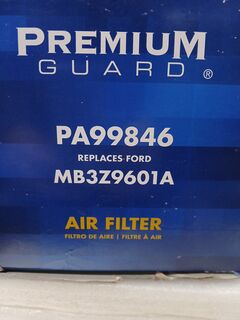 PREMIUM
GUARD ®
PA99846
REPLACES FORD
MB3Z9601A
AIR FILTER
FILTRO DE AIRE | FILTRE À AIR